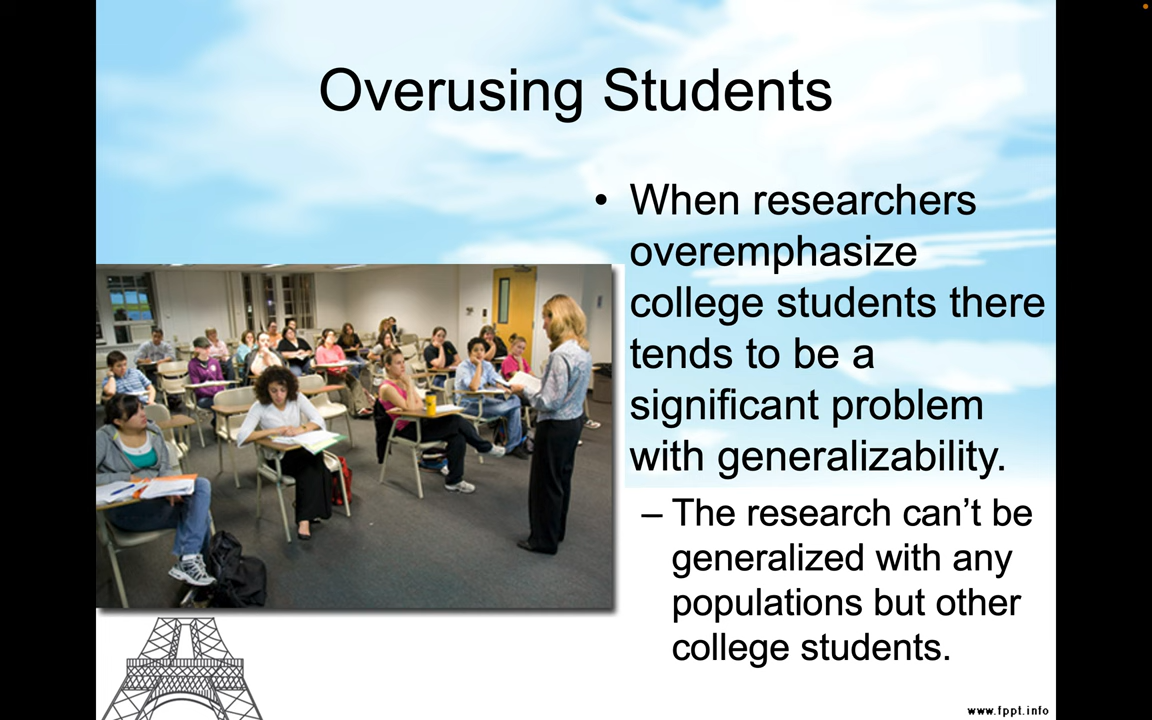 Overusing Students
• When researchers
overemphasize
college students there
tends to be a
significant problem
with generalizability.
– The research can’t be
generalized with any
populations but other
college students.
www.fppt.info